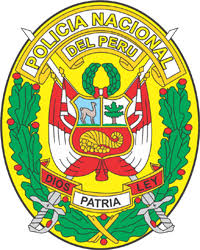 POLICIA NACIONAL
DEL PERU
DIOS
PATRIA
LEY